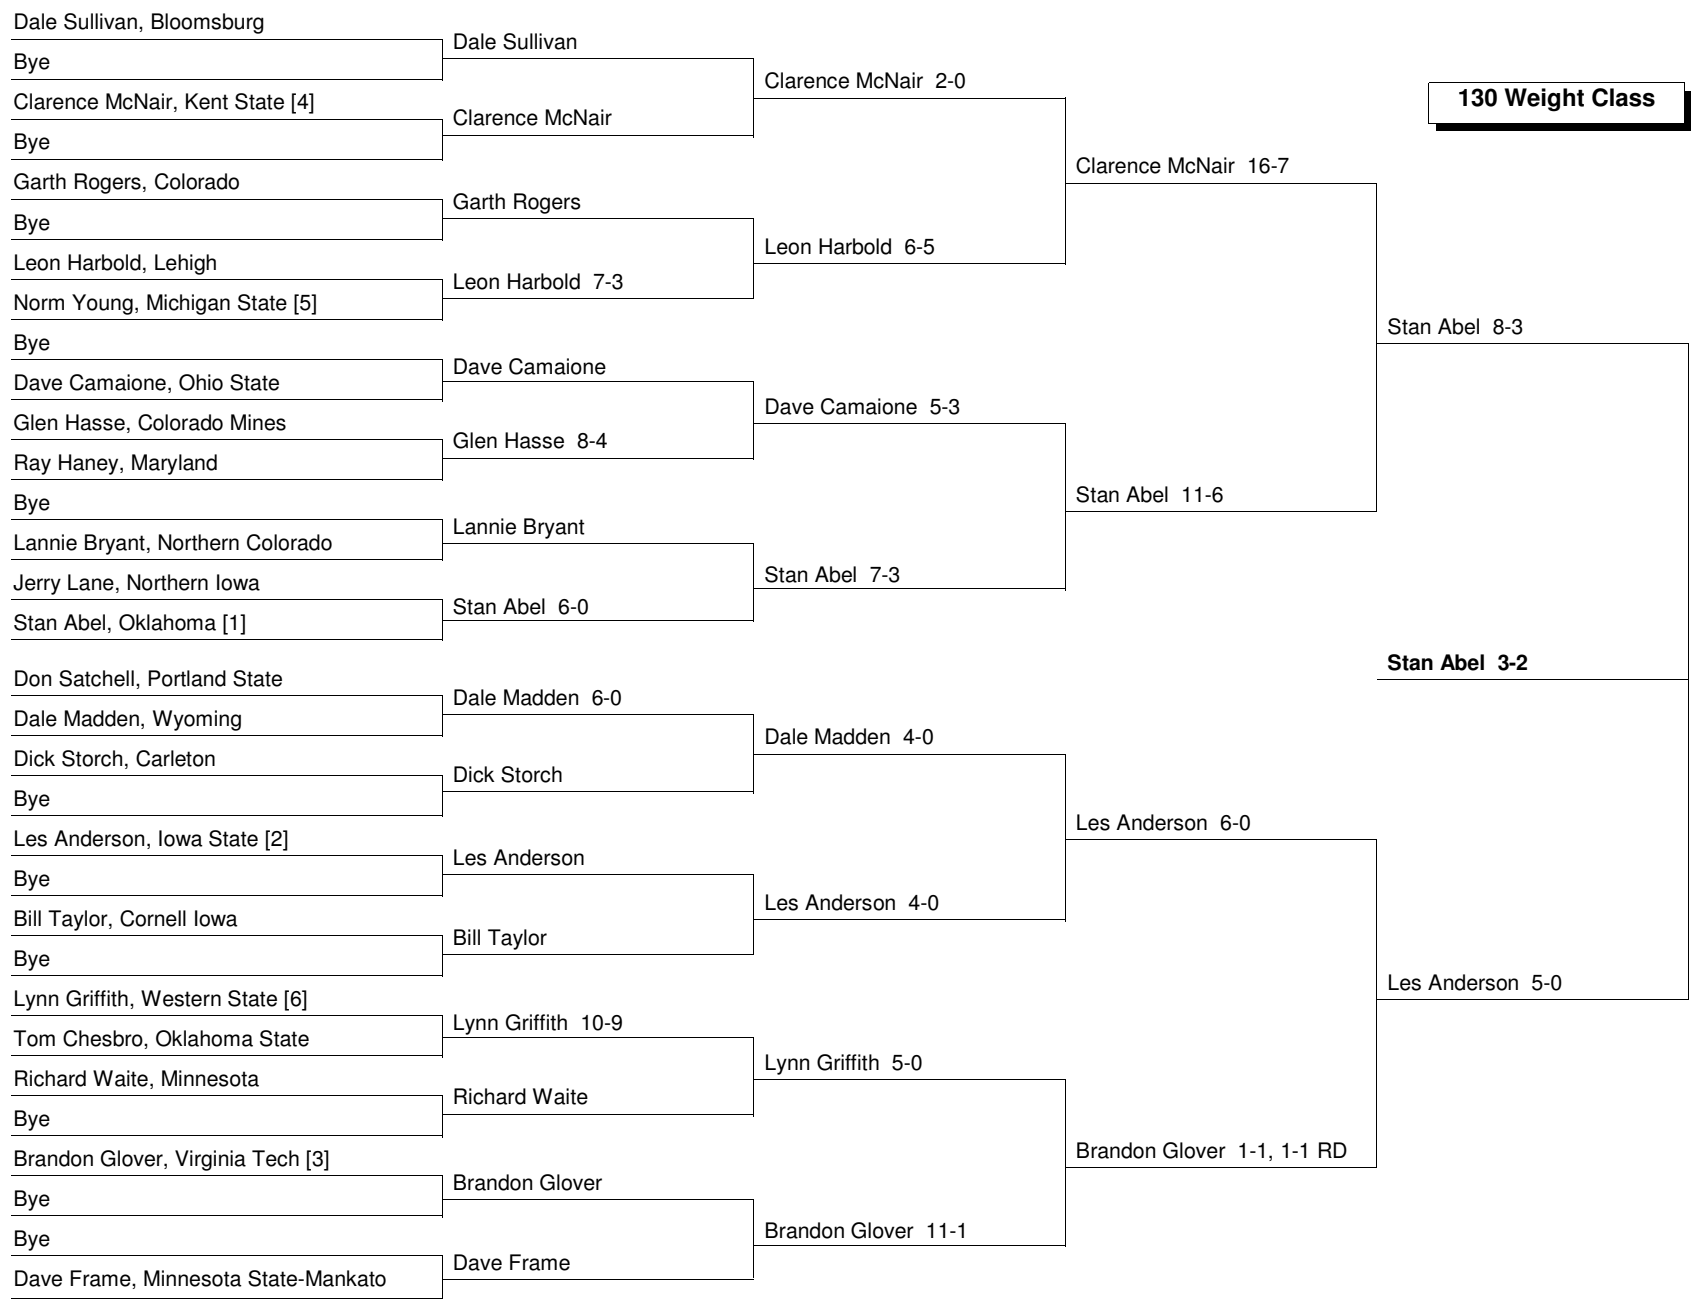 Dale Sullivan, Bloomsburg
Bye
Clarence McNair, Kent State [4]
Bye
Garth Rogers, Colorado
Bye
Leon Harbold, Lehigh
Norm Young, Michigan State [5]
Bye
Dave Camaione, Ohio State
Glen Hasse, Colorado Mines
Ray Haney, Maryland
Bye
Lannie Bryant, Northern Colorado
Jerry Lane, Northern Iowa
Stan Abel, Oklahoma [1]
Don Satchell, Portland State
Dale Madden, Wyoming
Dick Storch, Carleton
Bye
Les Anderson, Iowa State [2]
Bye
Bill Taylor, Cornell Iowa
Bye
Lynn Griffith, Western State [6]
Tom Chesbro, Oklahoma State
Richard Waite, Minnesota
Bye
Brandon Glover, Virginia Tech [3]
Bye
Bye
Dave Frame, Minnesota State-Mankato
Dale Sullivan
Clarence McNair
Garth Rogers
Leon Harbold 7-3
Dave Camaione
Glen Hasse 8-4
Lannie Bryant
Stan Abel 6-0
Dale Madden 6-0
Dick Storch
Les Anderson
Bill Taylor
Lynn Griffith 10-9
Richard Waite
Brandon Glover
Dave Frame
Clarence McNair 2-0
Leon Harbold 6-5
Dave Camaione 5-3
Stan Abel 7-3
Dale Madden 4-0
Les Anderson 4-0
Lynn Griffith 5-0
Brandon Glover 11-1
Clarence McNair 16-7
Stan Abel 11-6
Les Anderson 6-0
Brandon Glover 1-1, 1-1 RD
130 Weight Class
Stan Abel 8-3
Stan Abel 3-2
Les Anderson 5-0